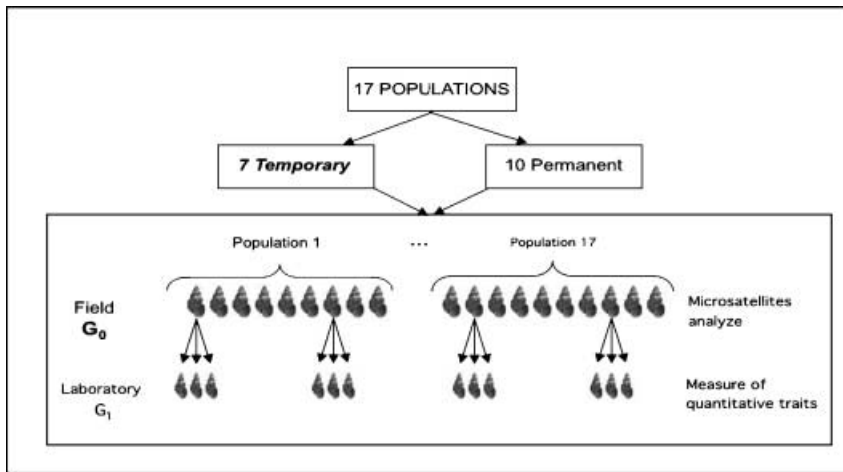 17 POPULATIONS
7 Temporary
10 Permanent
Population 1
...
Population 17
Field
G₀
Microsatellites
analyze
Laboratory
G₁
Measure of
quantitative traits